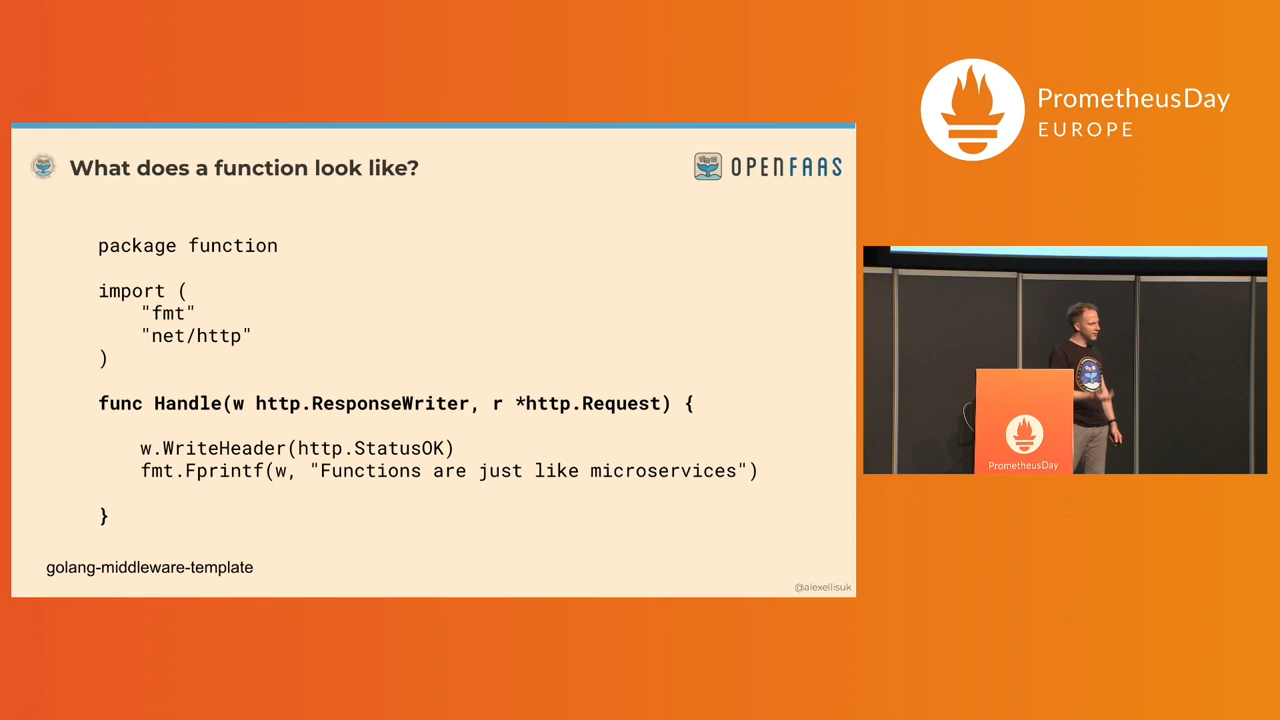 PrometheusDay
EUROPE
What does a function look like?
OPENFAAS
package function
import (
"fmt"
"net/http"
)
func Handle(w http.ResponseWriter, r *http.Request) {
w.WriteHeader(http.StatusOK)
fmt.Fprintf(w, "Functions are just like microservices")
}
golang-middleware-template
@alexellisuk
PrometheusDay